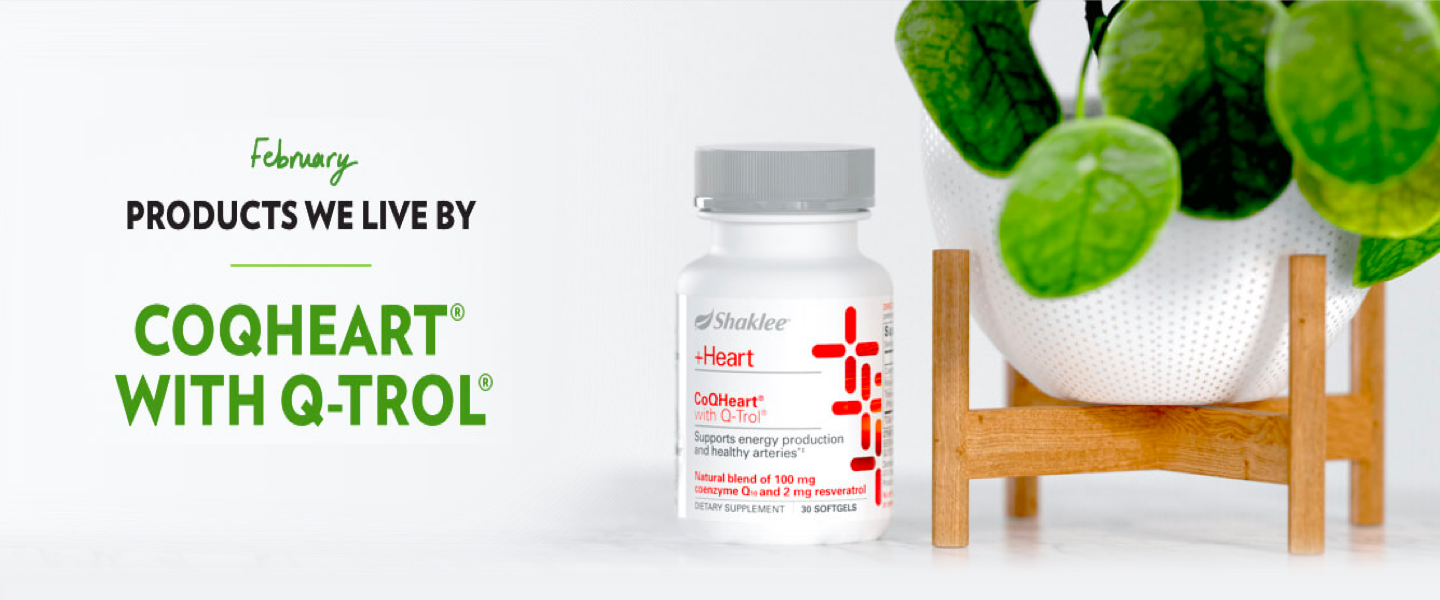 February
PRODUCTS WE LIVE BY
COQHEART®
WITH Q-TROL®
Shaklee
+Heart
CoQHeart®
with Q-Trol®
Supports energy production
and healthy arteries*‡
Natural blend of 100 mg
coenzyme Q10 and 2 mg resveratrol
DIETARY SUPPLEMENT
30 SOFTGELS